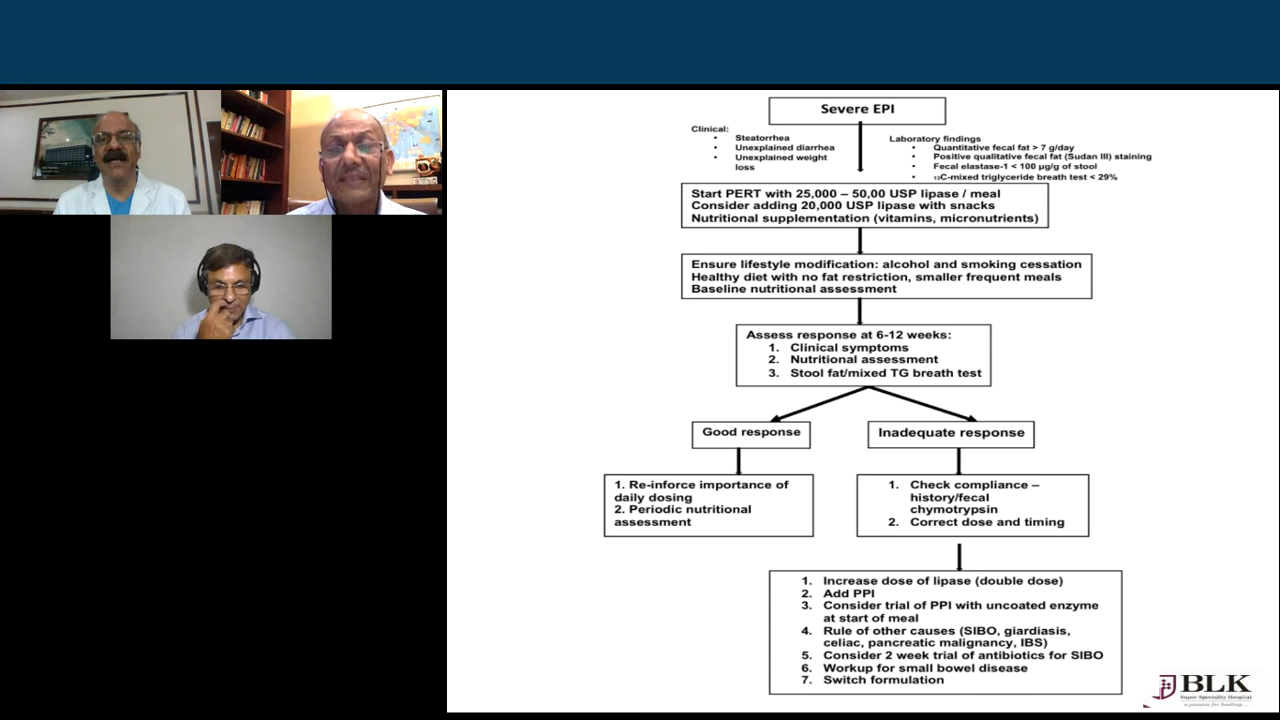 Severe EPI
Clinical:
• Steatorrhea
• Unexplained diarrhea
• Unexplained weight
loss
Laboratory findings
• Quantitative fecal fat > 7 g/day
• Positive qualitative fecal fat (Sudan III) staining
• Fecal elastase-1 < 100 µg/g of stool
• ¹³C-mixed triglyceride breath test < 29%
Start PERT with 25,000 – 50,00 USP lipase / meal
Consider adding 20,000 USP lipase with snacks
Nutritional supplementation (vitamins, micronutrients)
Ensure lifestyle modification: alcohol and smoking cessation
Healthy diet with no fat restriction, smaller frequent meals
Baseline nutritional assessment
Assess response at 6-12 weeks:
1. Clinical symptoms
2. Nutritional assessment
3. Stool fat/mixed TG breath test
Good response
Inadequate response
1. Re-inforce importance of
daily dosing
2. Periodic nutritional
assessment
1. Check compliance –
history/fecal
chymotrypsin
2. Correct dose and timing
1. Increase dose of lipase (double dose)
2. Add PPI
3. Consider trial of PPI with uncoated enzyme
at start of meal
4. Rule of other causes (SIBO, giardiasis,
celiac, pancreatic malignancy, IBS)
5. Consider 2 week trial of antibiotics for SIBO
6. Workup for small bowel disease
7. Switch formulation
BLK
Super Speciality Hospital
a passion for healing...